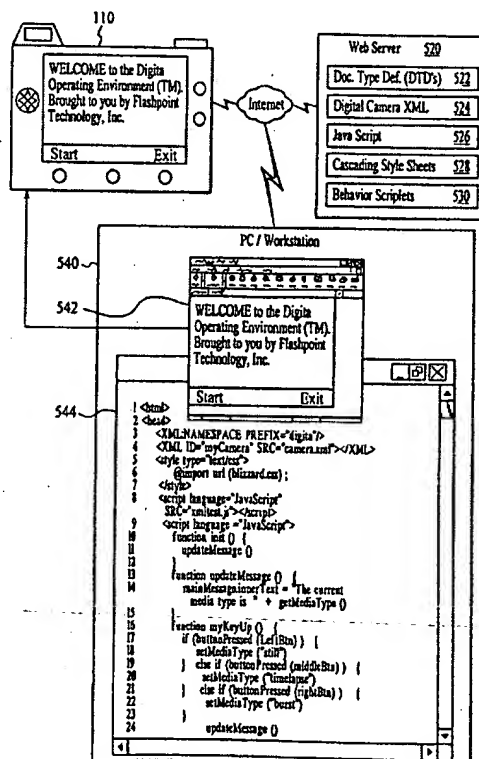 110
WELCOME to the Digita
Operating Environment (TM).
Brought to you by Flashpoint
Technology, Inc.
Start Exit
Internet
Web Server 520
Doc. Type Def. (DTD's) 522
Digital Camera XML 524
Java Script 526
Cascading Style Sheets 528
Behavior Scriplets 530
PC / Workstation
540
542
WELCOME to the Digita
Operating Environment (TM).
Brought to you by Flashpoint
Technology, Inc.
Start Exit
544
1 <html>
2 <head>
3 <XML:NAMESPACE PREFIX="digita"/>
4 <XML ID="myCamera" SRC="camera.xml"></XML>
5 <style type="text/css">
6 @import url (blizzard.css) ;
7 </style>
8 <script language="JavaScript"
SRC="xmltest.js"></script>
9 <script language ="JavaScript">
10 function init () {
11 updateMessage ()
12 }
13 function updateMessage () {
14 mainMessage.innerText = "The current
media type is " + getMediaType ()
15 }
16 function myKeyUp () {
17 if (buttonPressed (LeftBtn) ) {
18 setMediaType ("still")
19 } else if (buttonPressed (middleBtn) ) {
20 setMediaType ("timelapse")
21 } else if (buttonPressed (rightBtn) ) {
22 setMediaType ("burst")
23 }
24 updateMessage ()